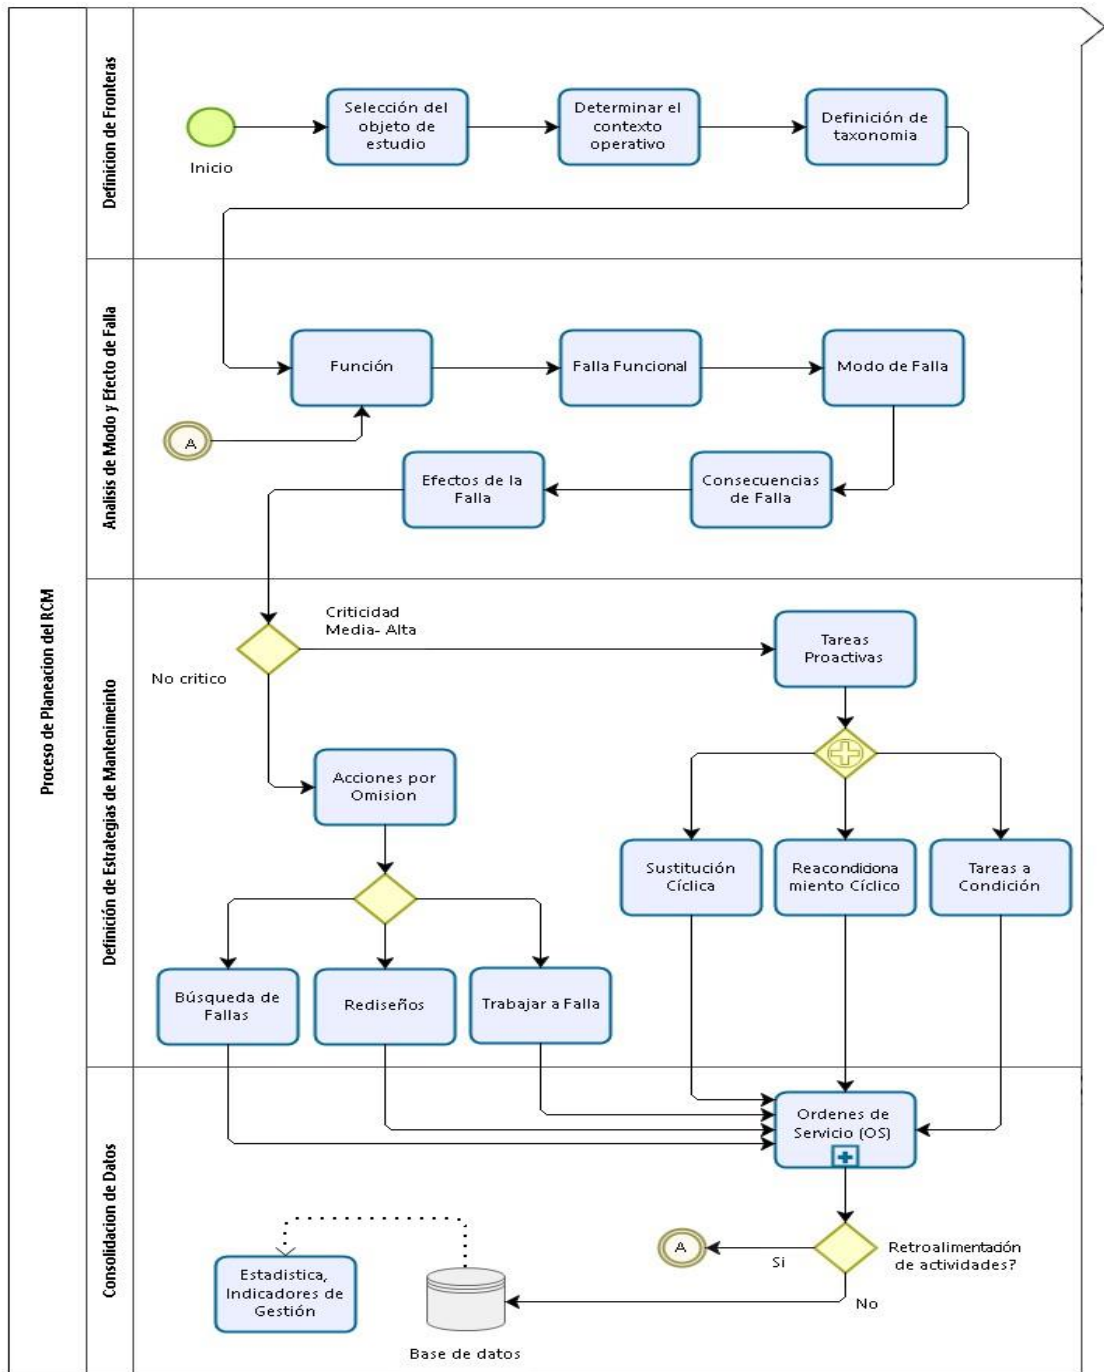 Proceso de Planeacion del RCM
Definicion de Fronteras
Inicio
Selección del
objeto de
estudio
Determinar el
contexto
operativo
Definición de
taxonomia
Analisis de Modo y Efecto de Falla
Función
Falla Funcional
Modo de Falla
A
Efectos de la
Falla
Consecuencias
de Falla
Definición de Estrategias de Mantenimeinto
Criticidad
Media- Alta
No critico
Tareas
Proactivas
Acciones por
Omision
Sustitución
Cíclica
Reacondiciona
miento Cíclico
Tareas a
Condición
Búsqueda de
Fallas
Rediseños
Trabajar a Falla
Consolidacion de Datos
Ordenes de
Servicio (OS)
A
Si
Retroalimentación
de actividades?
No
Estadistica,
Indicadores de
Gestión
Base de datos